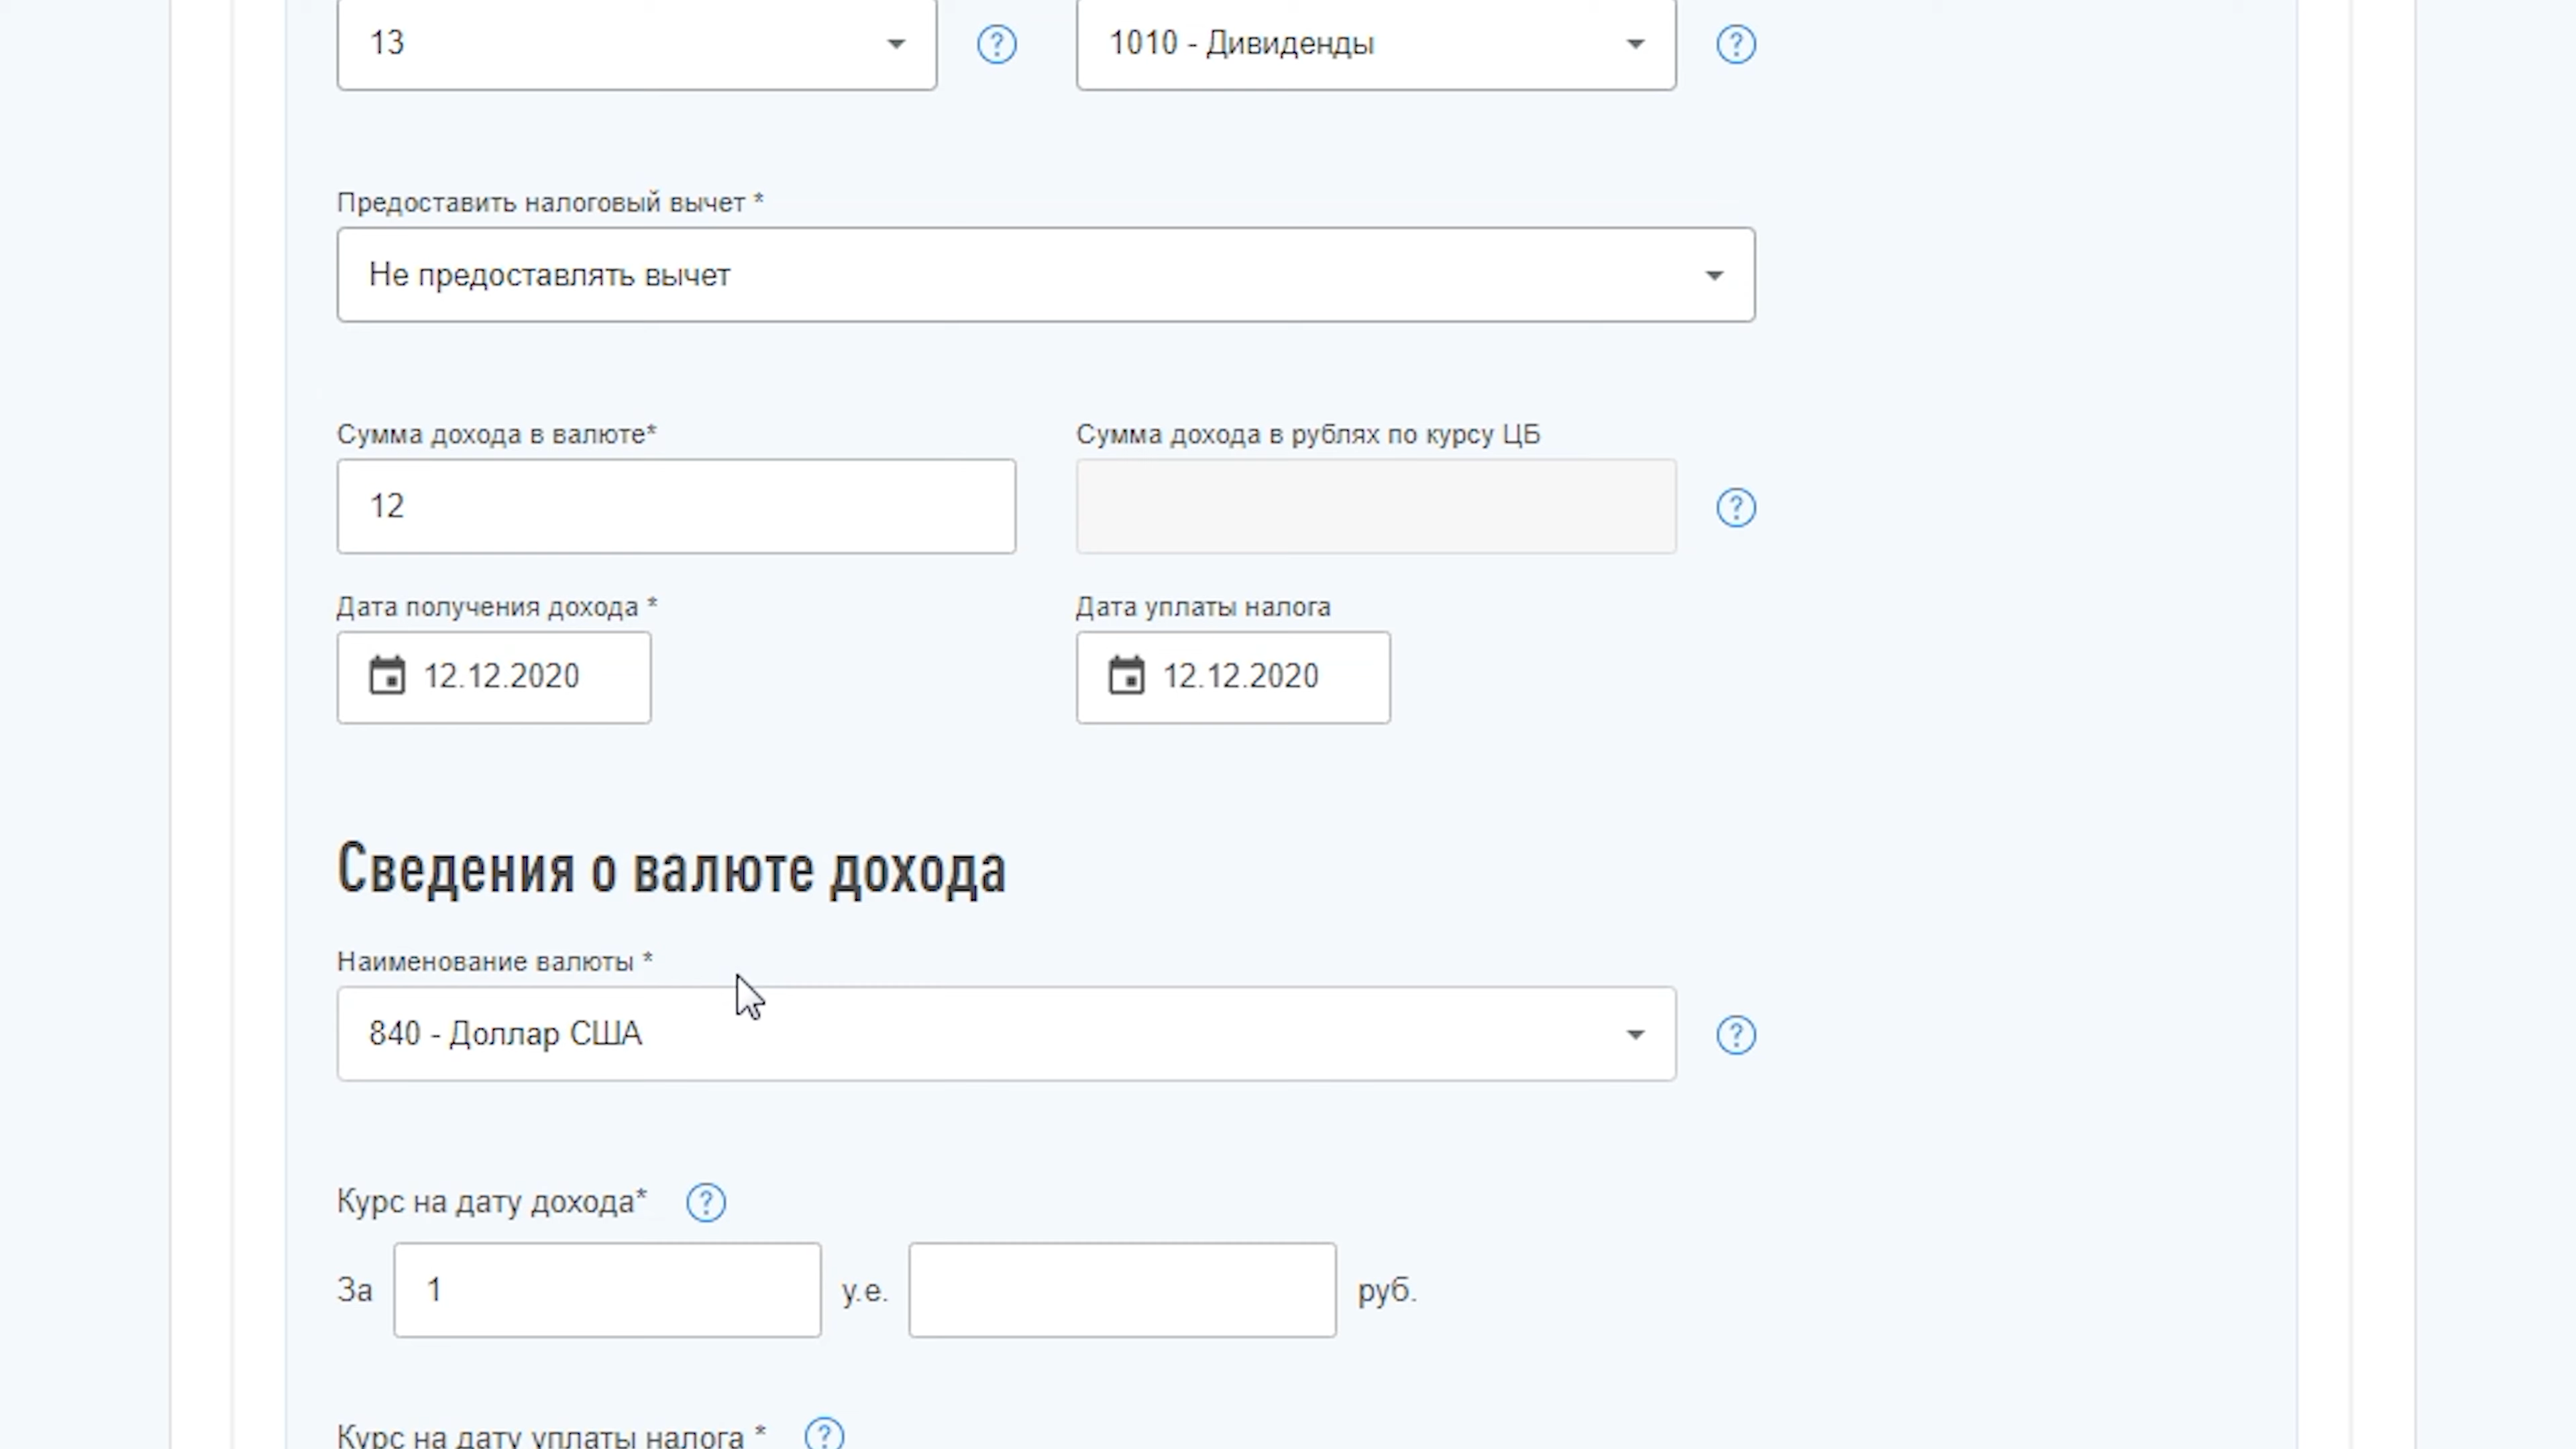 13 ? 1010 - Дивиденды ?
Предоставить налоговый вычет *
Не предоставлять вычет
Сумма дохода в валюте* Сумма дохода в рублях по курсу ЦБ
12 ?
Дата получения дохода * Дата уплаты налога
12.12.2020 12.12.2020
Сведения о валюте дохода
Наименование валюты *
840 - Доллар США ?
Курс на дату дохода* ?
За 1 у.е. руб.
Курс на дату уплаты налога * ?